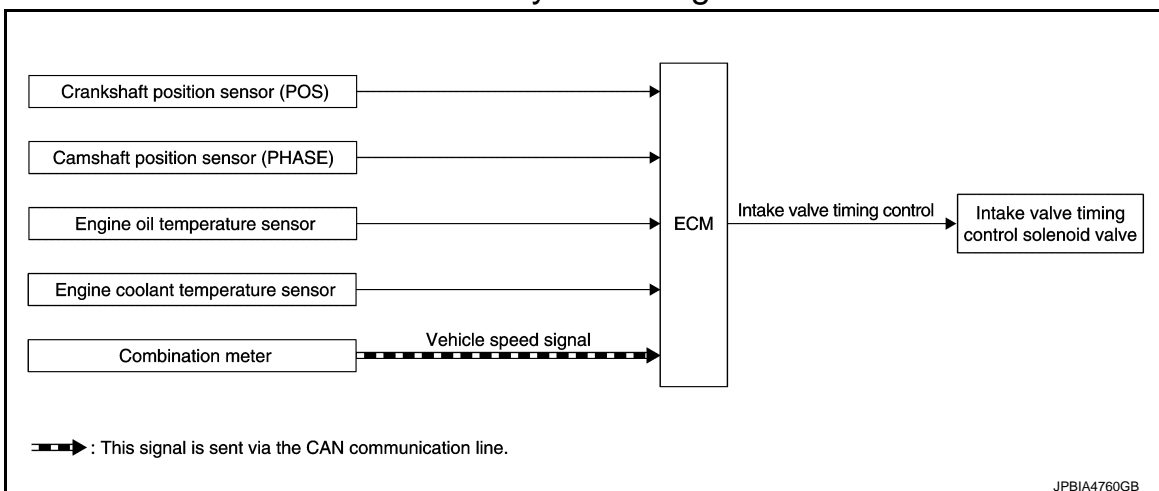 Crankshaft position sensor (POS)
Camshaft position sensor (PHASE)
Engine oil temperature sensor
Engine coolant temperature sensor
Combination meter
Vehicle speed signal
ECM
Intake valve timing control
Intake valve timing
control solenoid valve
: This signal is sent via the CAN communication line.
JPBIA4760GB